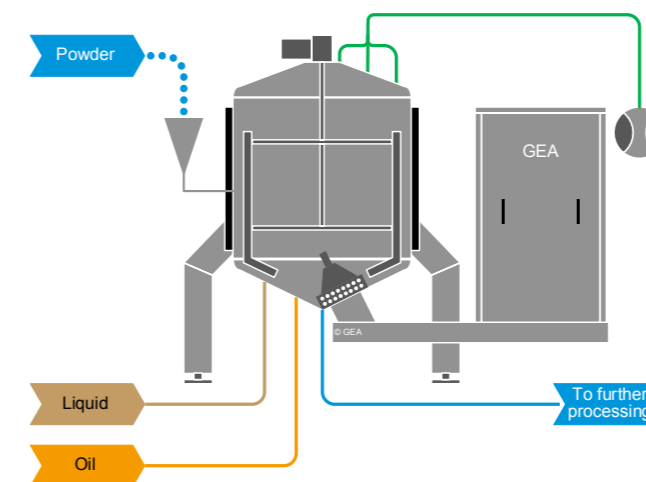 Powder
GEA
© GEA
Liquid
To further
processing
Oil